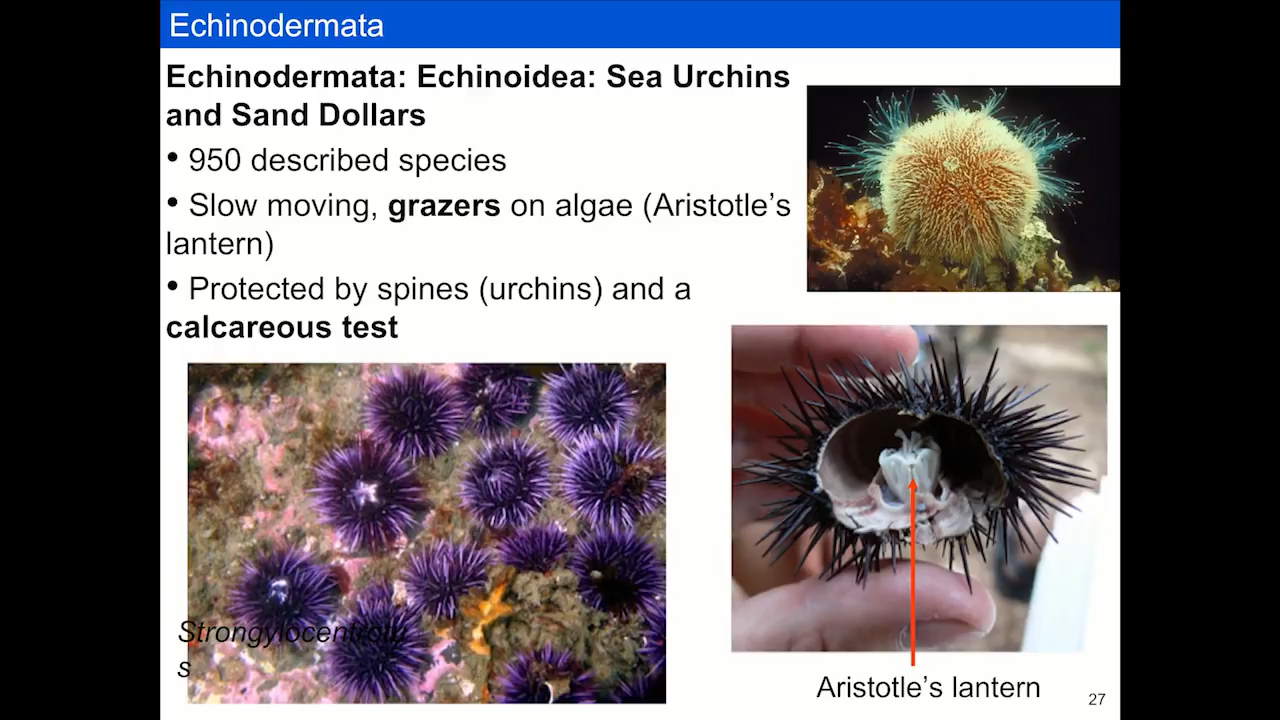 Echinodermata
Echinodermata: Echinoidea: Sea Urchins
and Sand Dollars
• 950 described species
• Slow moving, grazers on algae (Aristotle’s
lantern)
• Protected by spines (urchins) and a
calcareous test
Strongylocentrotu
s
Aristotle’s lantern
27